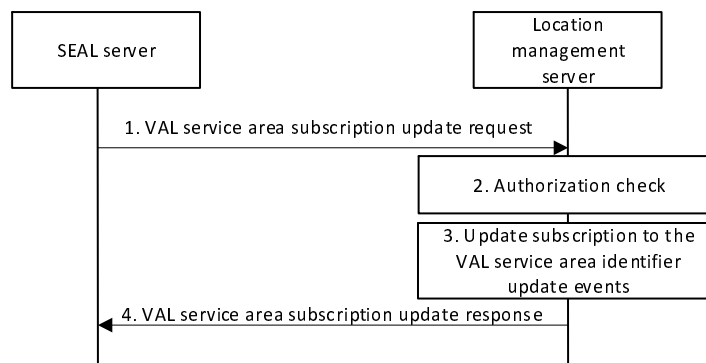 SEAL server
Location
management
server
1. VAL service area subscription update request
2. Authorization check
3. Update subscription to the
VAL service area identifier
update events
4. VAL service area subscription update response